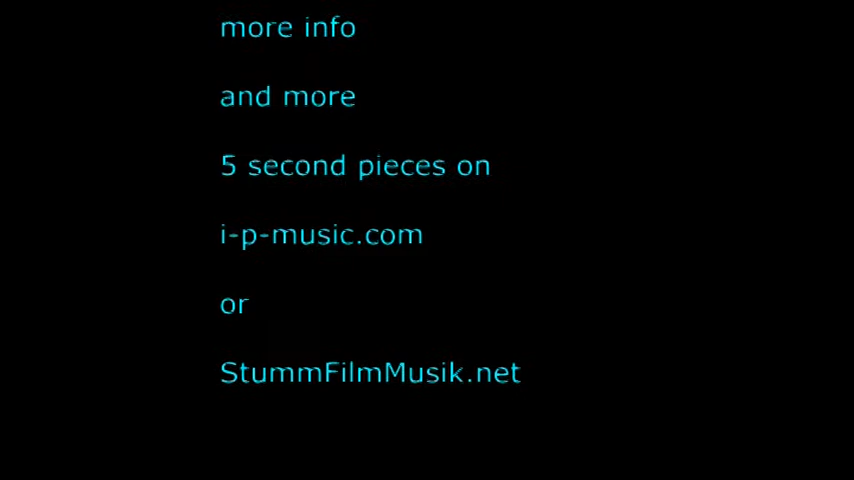 more info
and more
5 second pieces on
i-p-music.com
or
StummFilmMusik.net